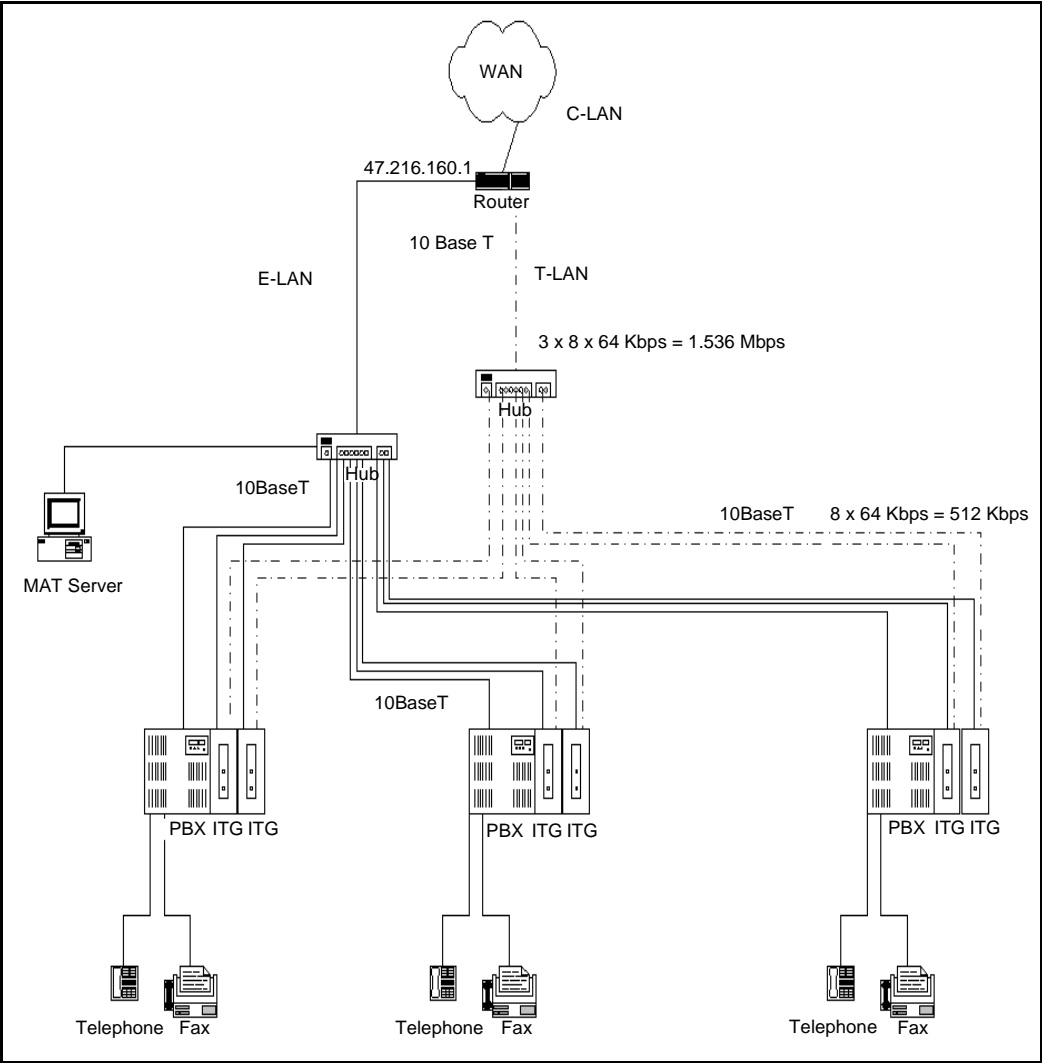 WAN
C-LAN
47.216.160.1
Router
10 Base T
E-LAN
T-LAN
3 x 8 x 64 Kbps = 1.536 Mbps
Hub
Hub
10BaseT
10BaseT
8 x 64 Kbps = 512 Kbps
MAT Server
10BaseT
PBX ITG ITG
PBX ITG ITG
PBX ITG ITG
Telephone Fax
Telephone Fax
Telephone Fax